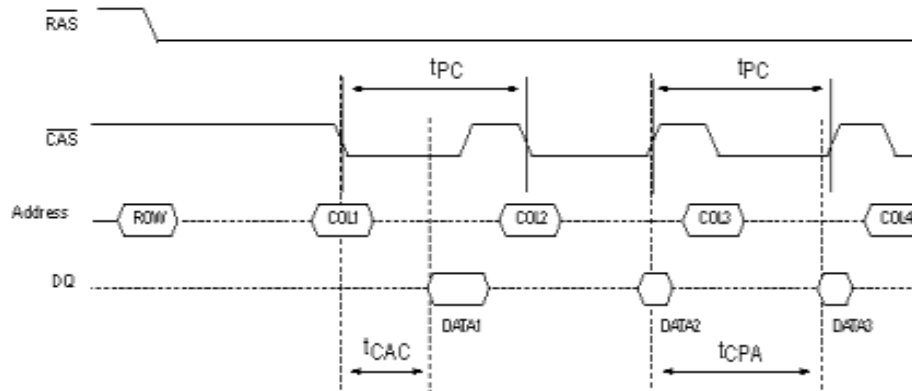 RAS
tPC
tPC
CAS
Address
ROW
COL1
COL2
COL3
COL4
DQ
DATA1
DATA2
DATA3
tCAC
tCPA